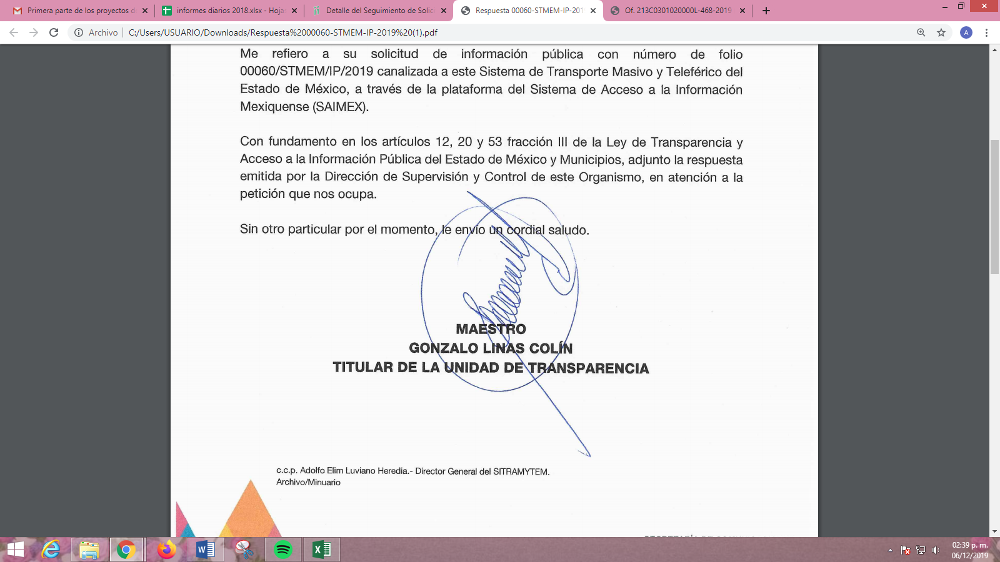 Primera parte de los proyectos d
informes diarios 2018.xlsx - Hoja
Detalle del Seguimiento de Solici
Respuesta 00060-STMEM-IP-201
Of. 213C0301020000L-468-2019
Archivo
C:/Users/USUARIO/Downloads/Respuesta%2000060-STMEM-IP-2019%20(1).pdf
A
Me refiero a su solicitud de información pública con número de folio
00060/STMEM/IP/2019 canalizada a este Sistema de Transporte Masivo y Teleférico del
Estado de México, a través de la plataforma del Sistema de Acceso a la Información
Mexiquense (SAIMEX).
Con fundamento en los artículos 12, 20 y 53 fracción III de la Ley de Transparencia y
Acceso a la Información Pública del Estado de México y Municipios, adjunto la respuesta
emitida por la Dirección de Supervisión y Control de este Organismo, en atención a la
petición que nos ocupa.
Sin otro particular por el momento, le envío un cordial saludo.
MAESTRO
GONZALO LINAS COLÍN
TITULAR DE LA UNIDAD DE TRANSPARENCIA
c.c.p. Adolfo Elim Luviano Heredia.- Director General del SITRAMYTEM.
Archivo/Minuario
02:39 p. m.
06/12/2019